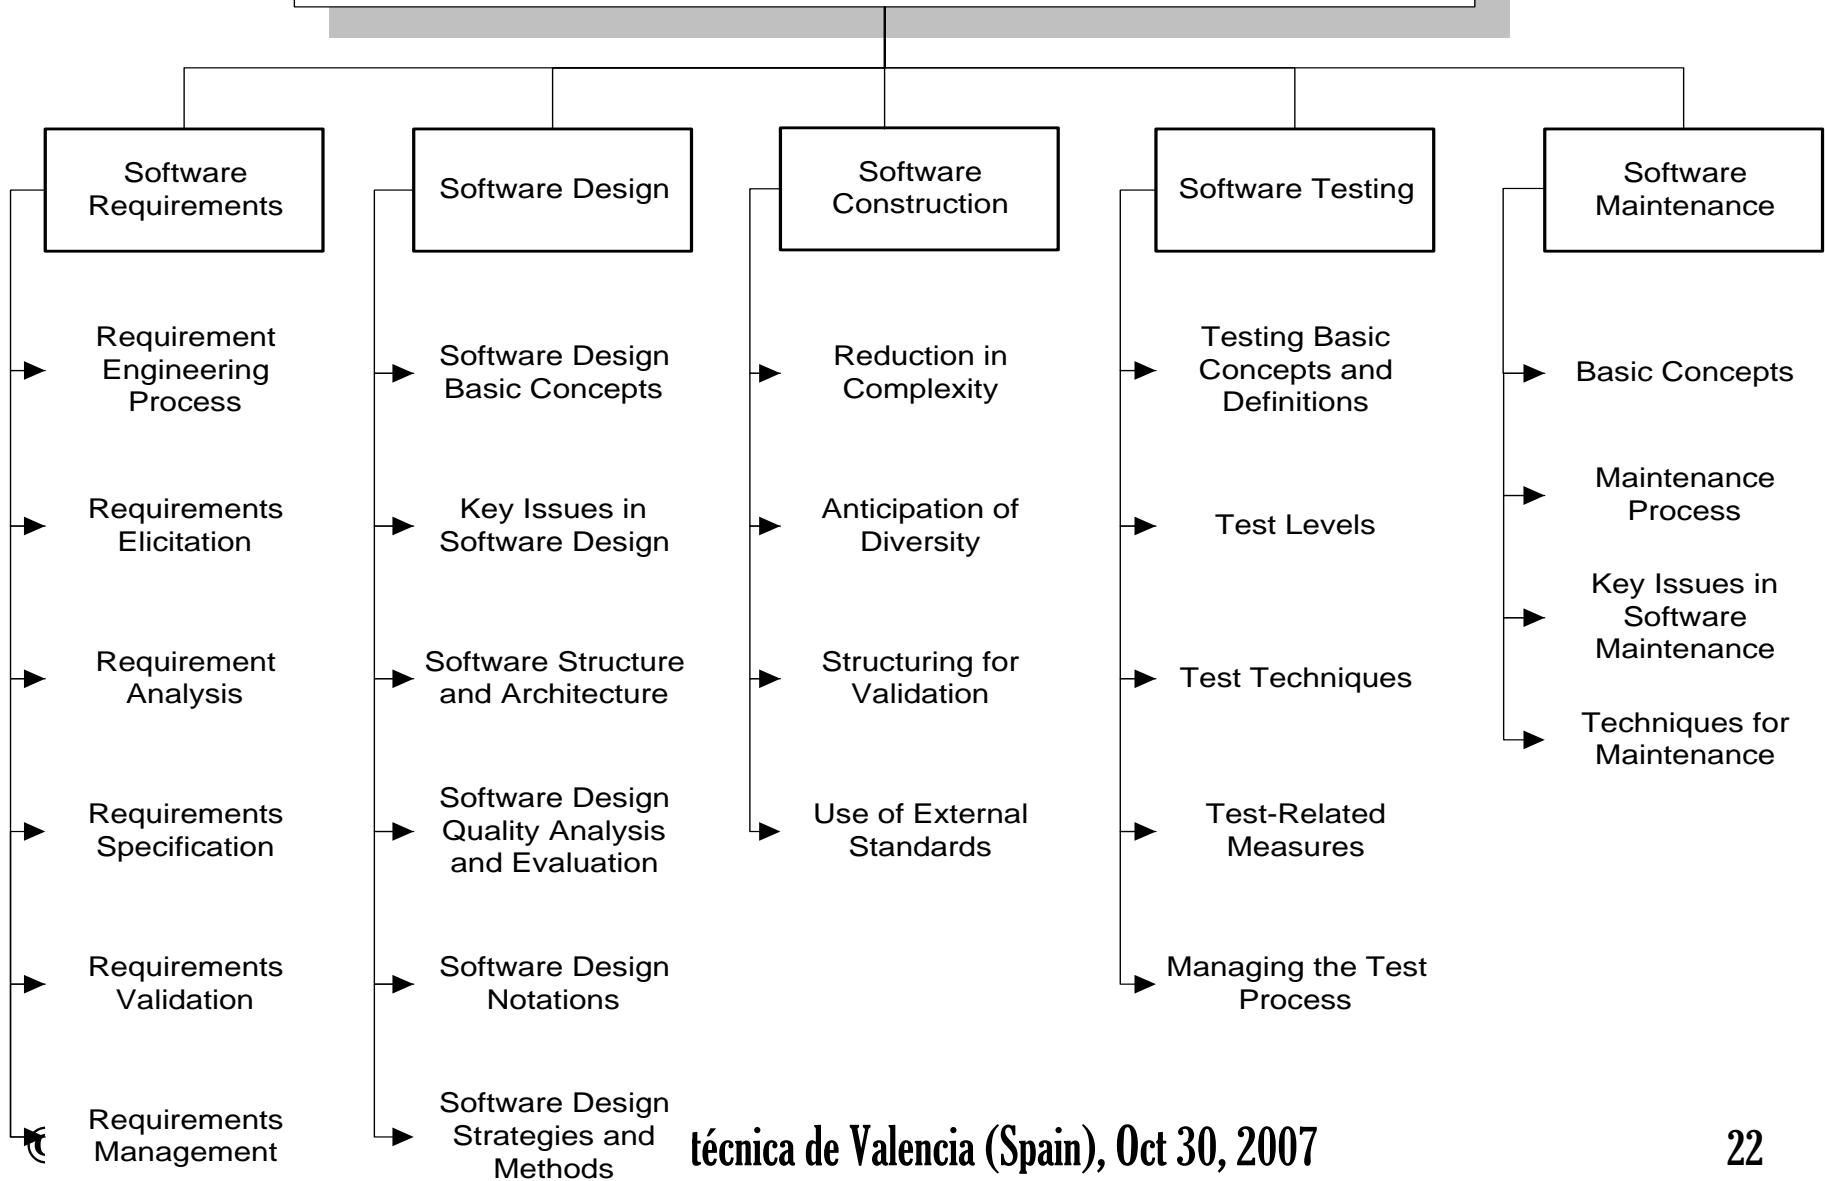 Software
Requirements
Requirement
Engineering
Process
Requirements
Elicitation
Requirement
Analysis
Requirements
Specification
Requirements
Validation
Requirements
Management
Software Design
Software Design
Basic Concepts
Key Issues in
Software Design
Software Structure
and Architecture
Software Design
Quality Analysis
and Evaluation
Software Design
Notations
Software Design
Strategies and
Methods
Software
Construction
Reduction in
Complexity
Anticipation of
Diversity
Structuring for
Validation
Use of External
Standards
Software Testing
Testing Basic
Concepts and
Definitions
Test Levels
Test Techniques
Test-Related
Measures
Managing the Test
Process
Software
Maintenance
Basic Concepts
Maintenance
Process
Key Issues in
Software
Maintenance
Techniques for
Maintenance
técnica de Valencia (Spain), Oct 30, 2007
22